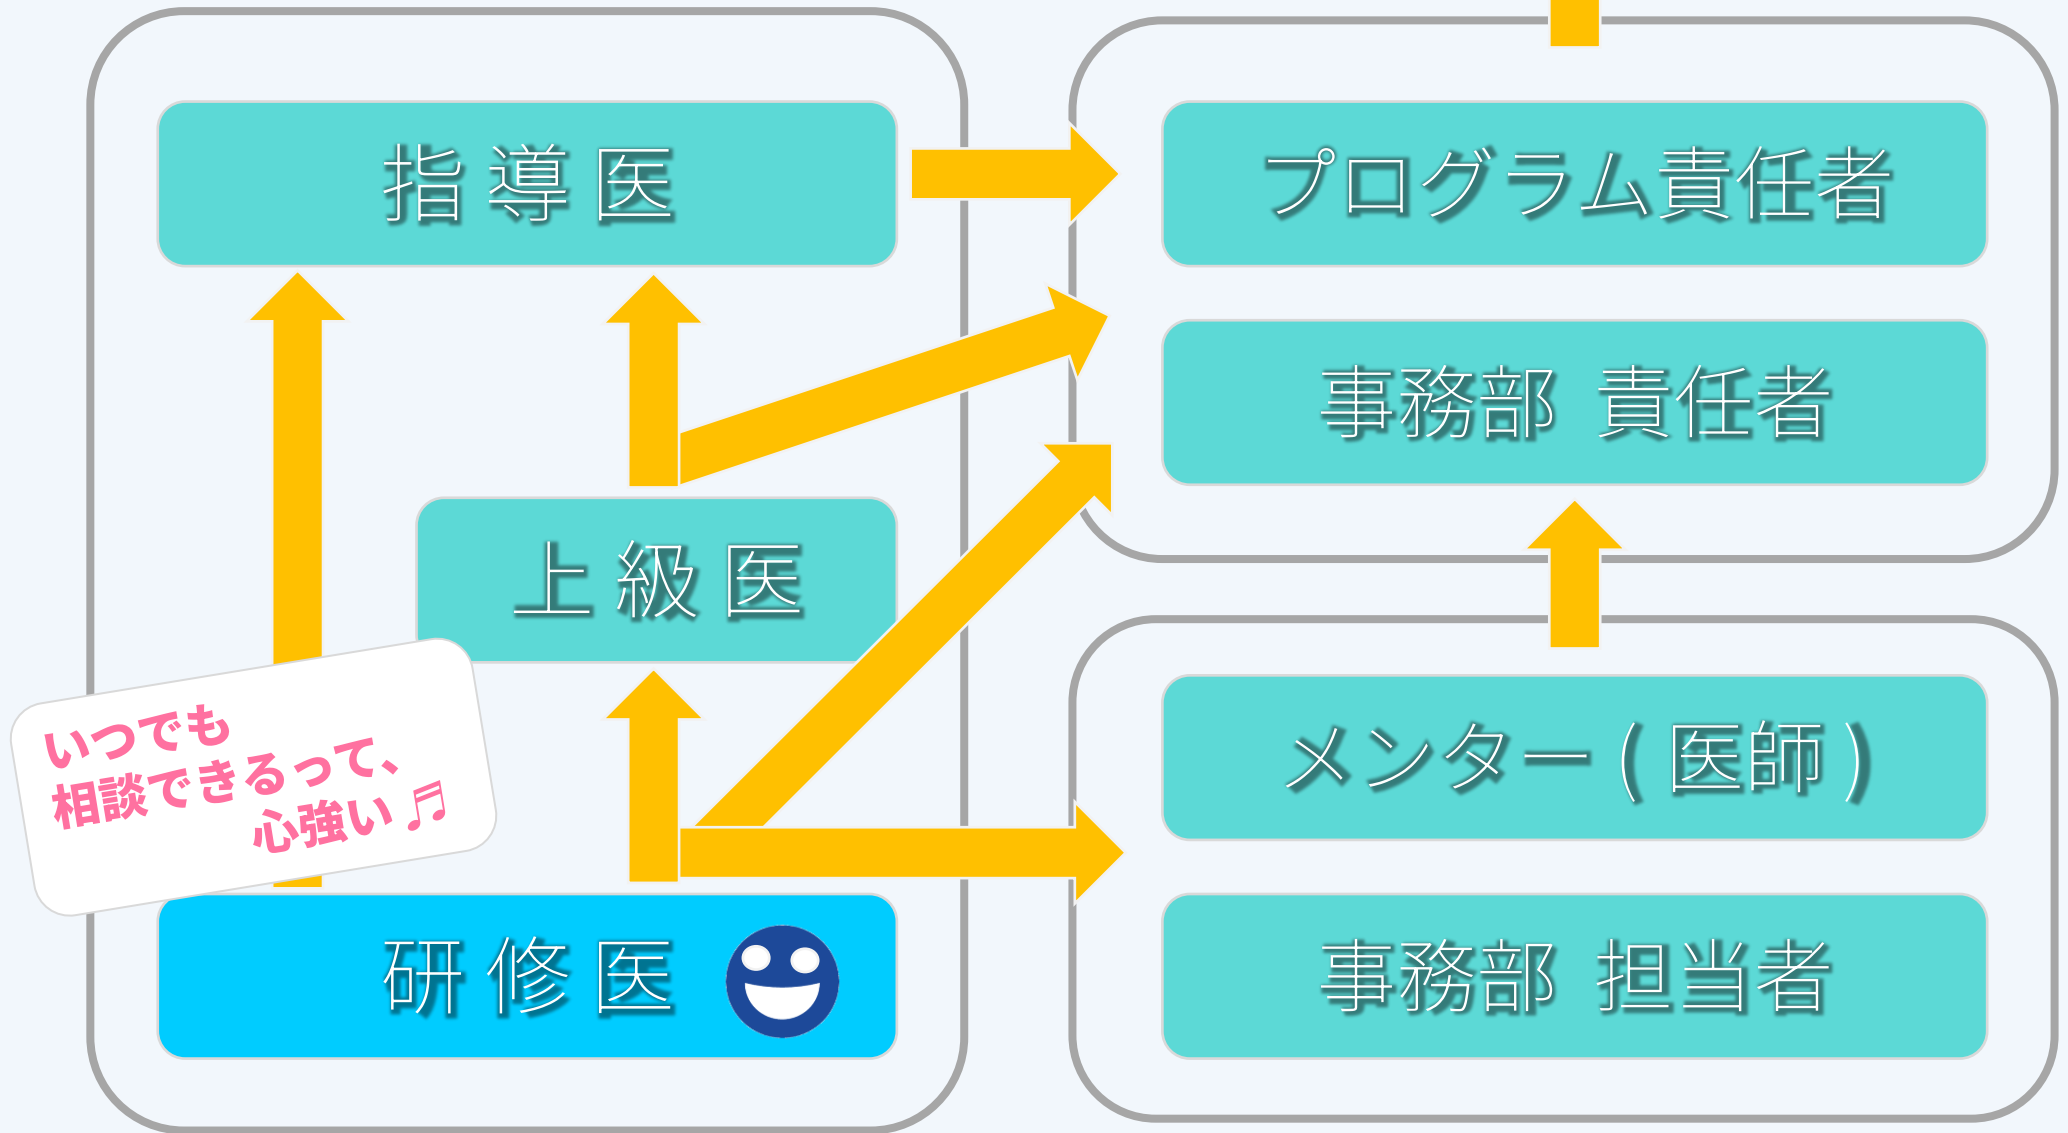 指導医
プログラム責任者
事務部 責任者
上級医
いつでも
相談できるって、
心強い♬
メンター(医師)
研修医
事務部 担当者